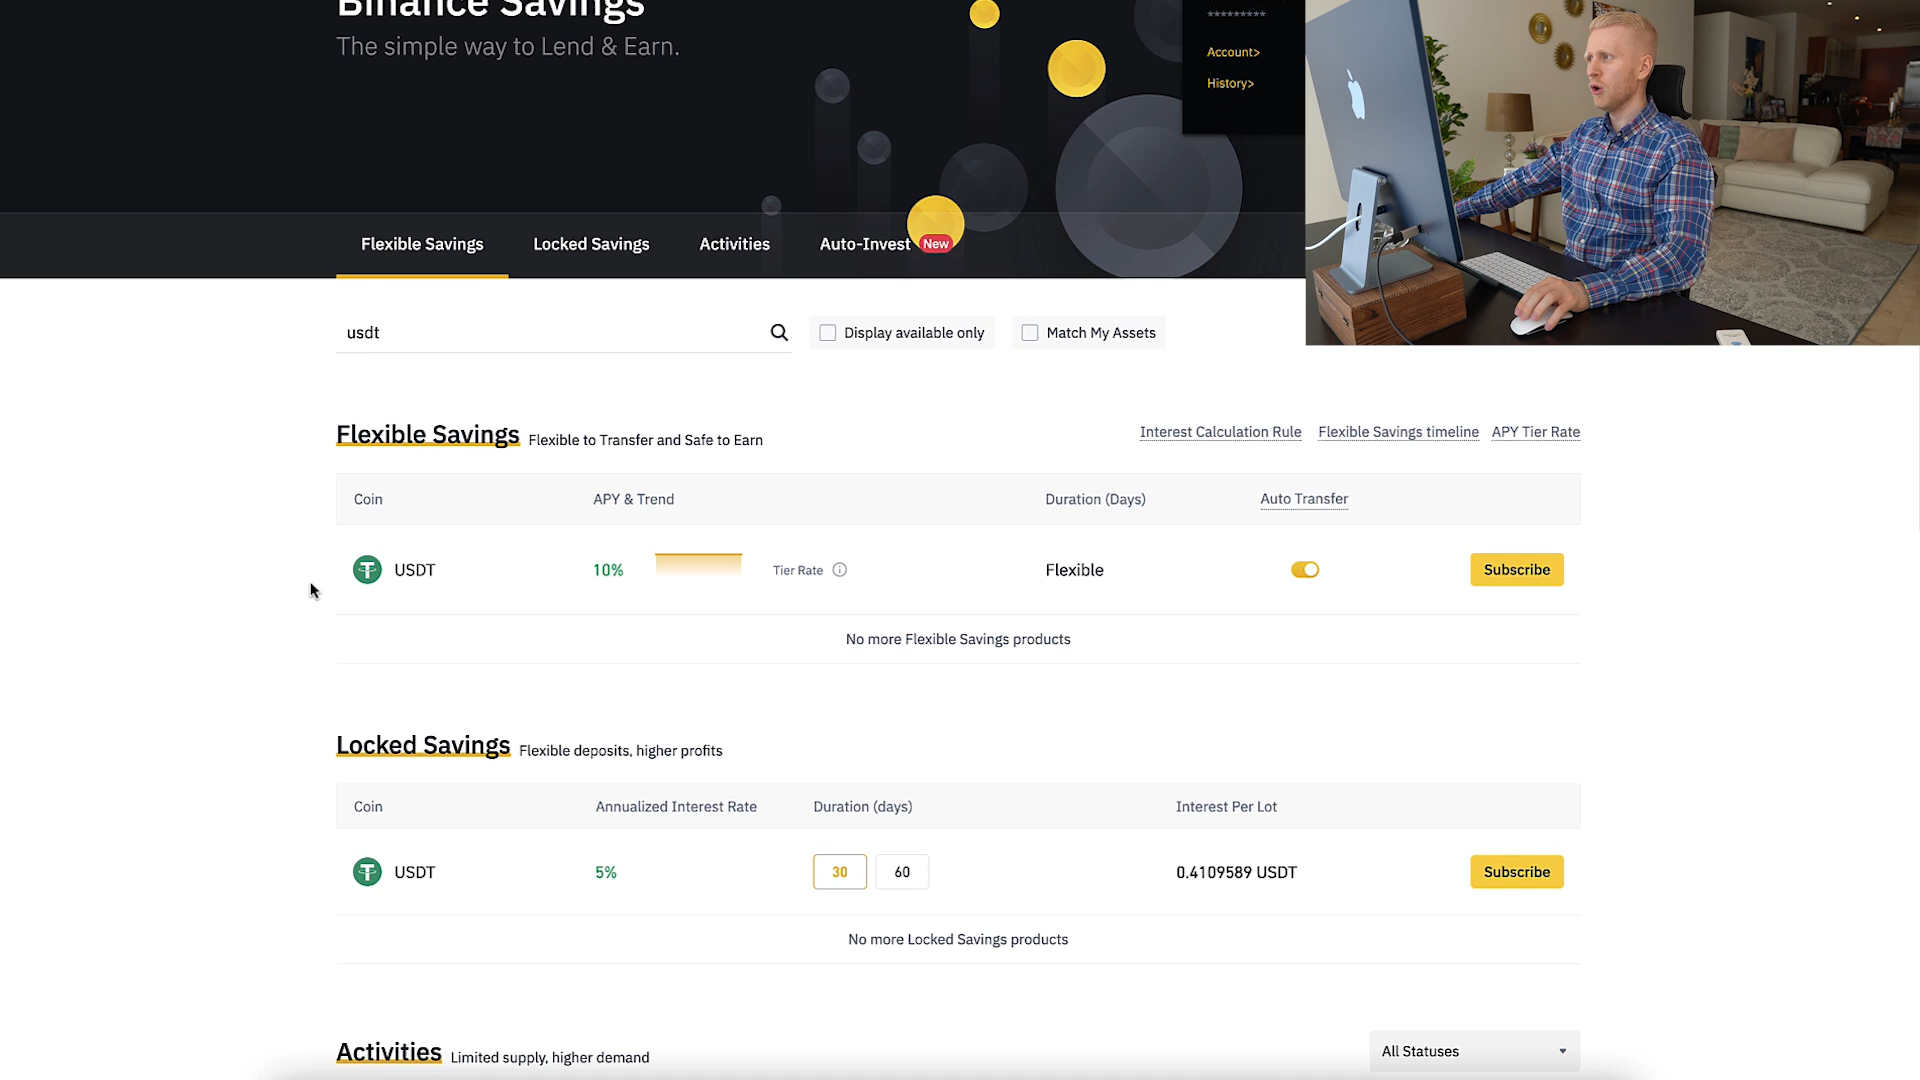 Binance Savings
The simple way to Lend & Earn.
*********
Account>
History>
Flexible Savings
Locked Savings
Activities
Auto-Invest New
usdt
Display available only
Match My Assets
Flexible Savings Flexible to Transfer and Safe to Earn
Interest Calculation Rule
Flexible Savings timeline
APY Tier Rate
Coin
APY & Trend
Duration (Days)
Auto Transfer
USDT
10%
Tier Rate
Flexible
Subscribe
No more Flexible Savings products
Locked Savings Flexible deposits, higher profits
Coin
Annualized Interest Rate
Duration (days)
Interest Per Lot
USDT
5%
30
60
0.4109589 USDT
Subscribe
No more Locked Savings products
Activities Limited supply, higher demand
All Statuses